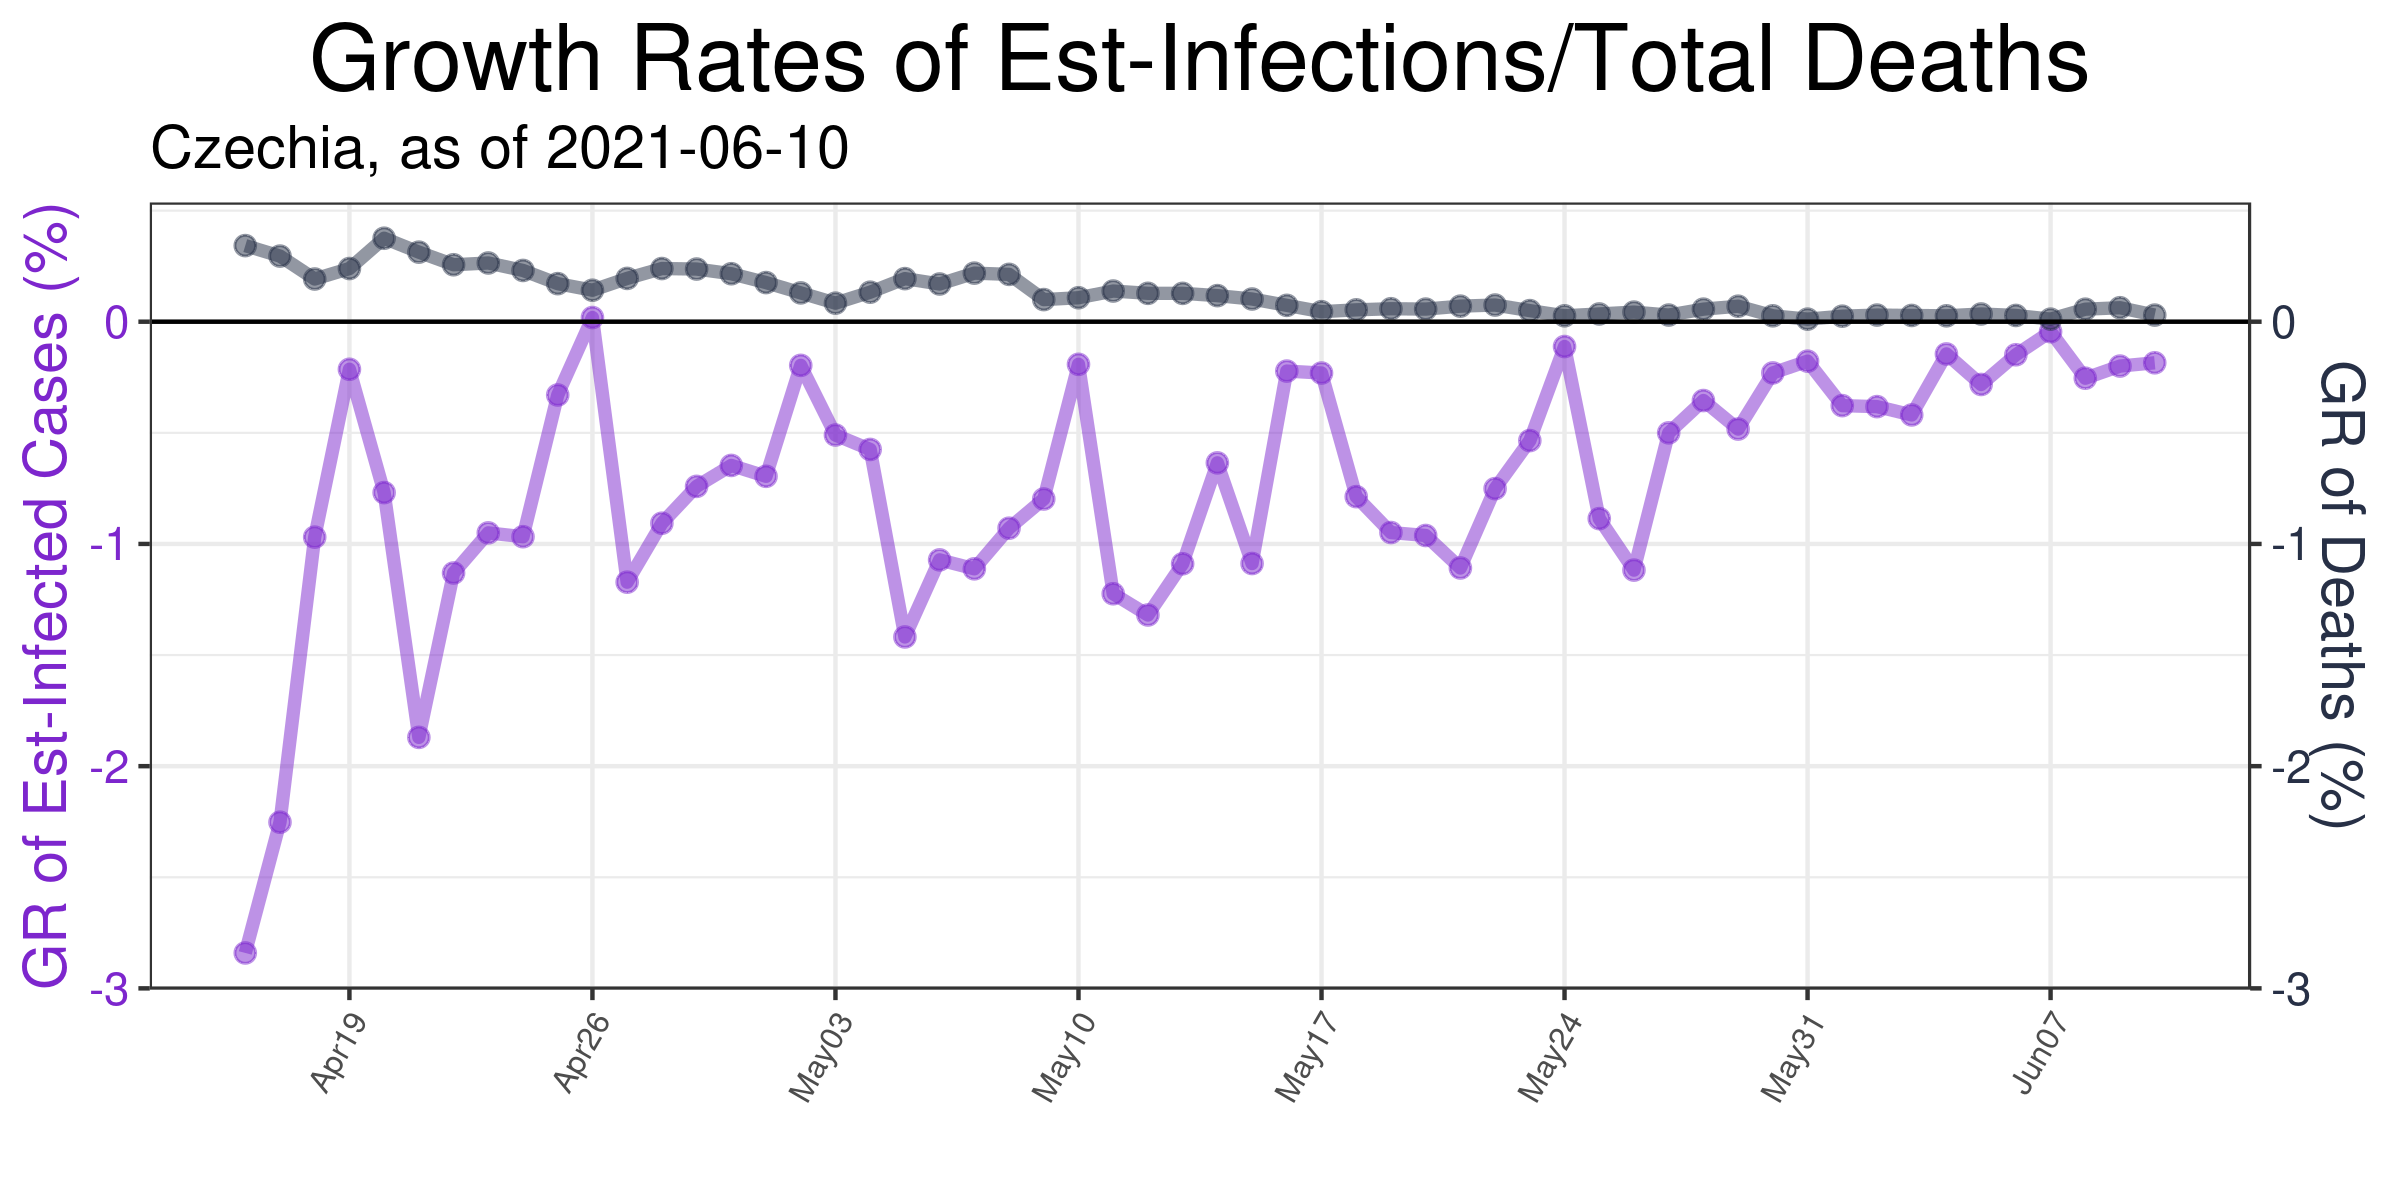 Growth Rates of Est-Infections/Total Deaths
Czechia, as of 2021-06-10
GR of Est-Infected Cases (%)
0
-1
-2
-3
0
-1
-2
-3
GR of Deaths (%)
Apr19
Apr26
May03
May10
May17
May24
May31
Jun07